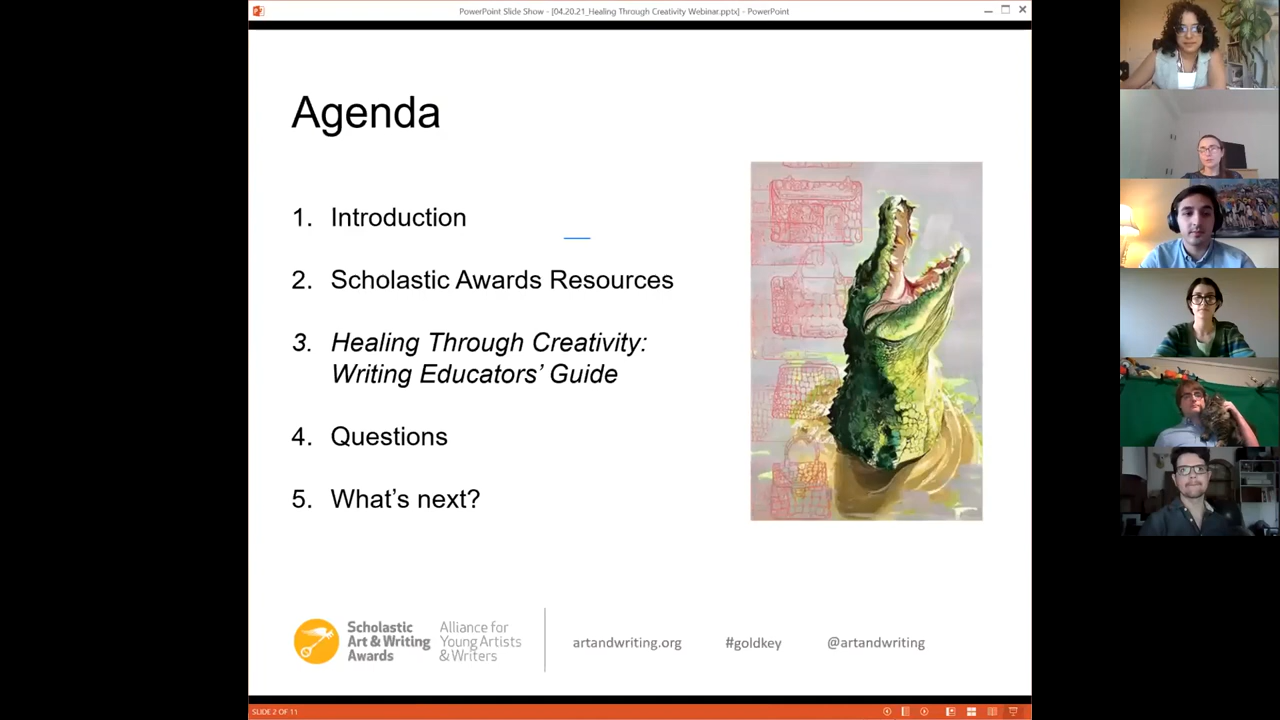 PowerPoint Slide Show - [04.20.21_Healing Through Creativity Webinar.pptx] - PowerPoint
Agenda
1. Introduction
2. Scholastic Awards Resources
3. Healing Through Creativity:
Writing Educators’ Guide
4. Questions
5. What’s next?
Scholastic
Art & Writing
Awards
Alliance for
Young Artists
& Writers
artandwriting.org
#goldkey
@artandwriting
SLIDE 2 OF 11